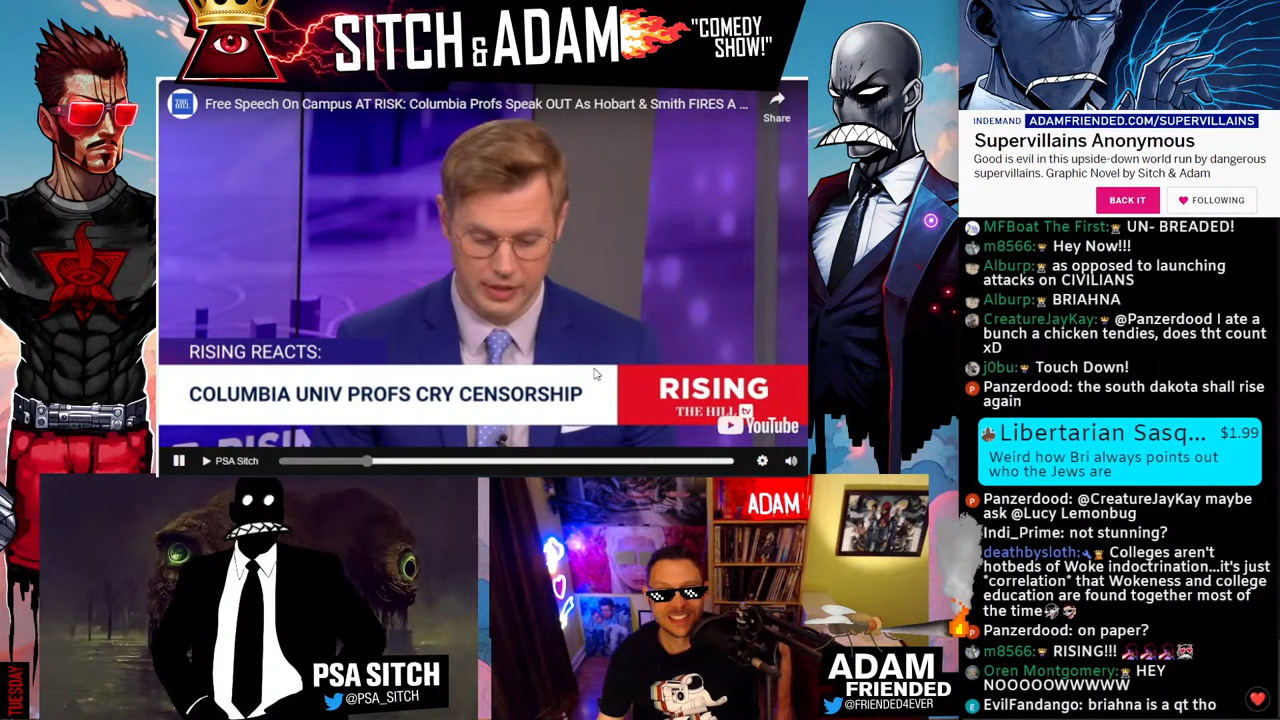 SITCH & ADAM
"COMEDY
SHOW!"
THE HILL
Free Speech On Campus AT RISK: Columbia Profs Speak OUT As Hobart & Smith FIRES A ...
Share
RISING REACTS:
COLUMBIA UNIV PROFS CRY CENSORSHIP
RISING
THE HILL tv
YouTube
PSA Sitch
ADAM
PSA SITCH
@PSA_SITCH
ADAM
FRIENDED
@FRIENDED4EVER
TUESDAY
INDEMAND ADAMFRIENDED.COM/SUPERVILLAINS
Supervillains Anonymous
Good is evil in this upside-down world run by dangerous
supervillains. Graphic Novel by Sitch & Adam
BACK IT
FOLLOWING
MFBoat The First: UN- BREADED!
m8566: Hey Now!!!
Alburp: as opposed to launching
attacks on CIVILIANS
Alburp: BRIAHNA
CreatureJayKay: @Panzerdood I ate a
bunch a chicken tendies, does tht count
xD
j0bu: Touch Down!
Panzerdood: the south dakota shall rise
again
Libertarian Sasq... $1.99
Weird how Bri always points out
who the Jews are
Panzerdood: @CreatureJayKay maybe
ask @Lucy Lemonbug
Indi_Prime: not stunning?
deathbysloth: Colleges aren't
hotbeds of Woke indoctrination...it's just
*correlation* that Wokeness and college
education are found together most of
the time
P Panzerdood: on paper?
m8566: RISING!!!
Oren Montgomery: HEY
NOOOOOWWWWW
E EvilFandango: briahna is a qt tho